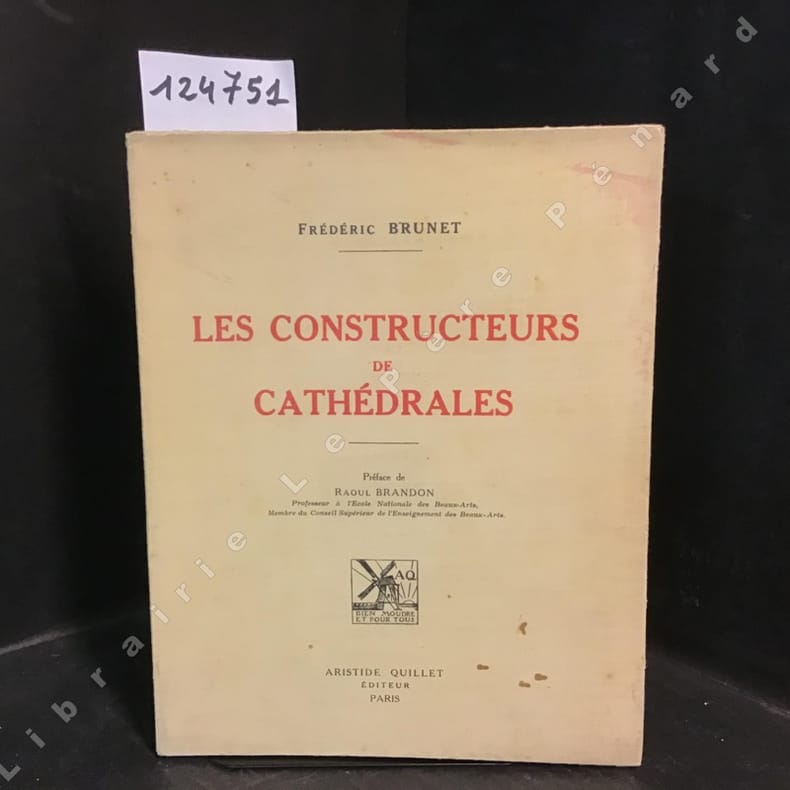 124751
FRÉDÉRIC BRUNET
LES CONSTRUCTEURS
DE
CATHÉDRALES
Préface de
RAOUL BRANDON
Professeur à l'Ecole Nationale des Beaux-Arts,
Membre du Conseil Supérieur de l'Enseignement des Beaux-Arts.
AQ
BIEN MOUDRE
ET POUR TOUS
ARISTIDE QUILLET
ÉDITEUR
PARIS
Librairie Le Père Pénard